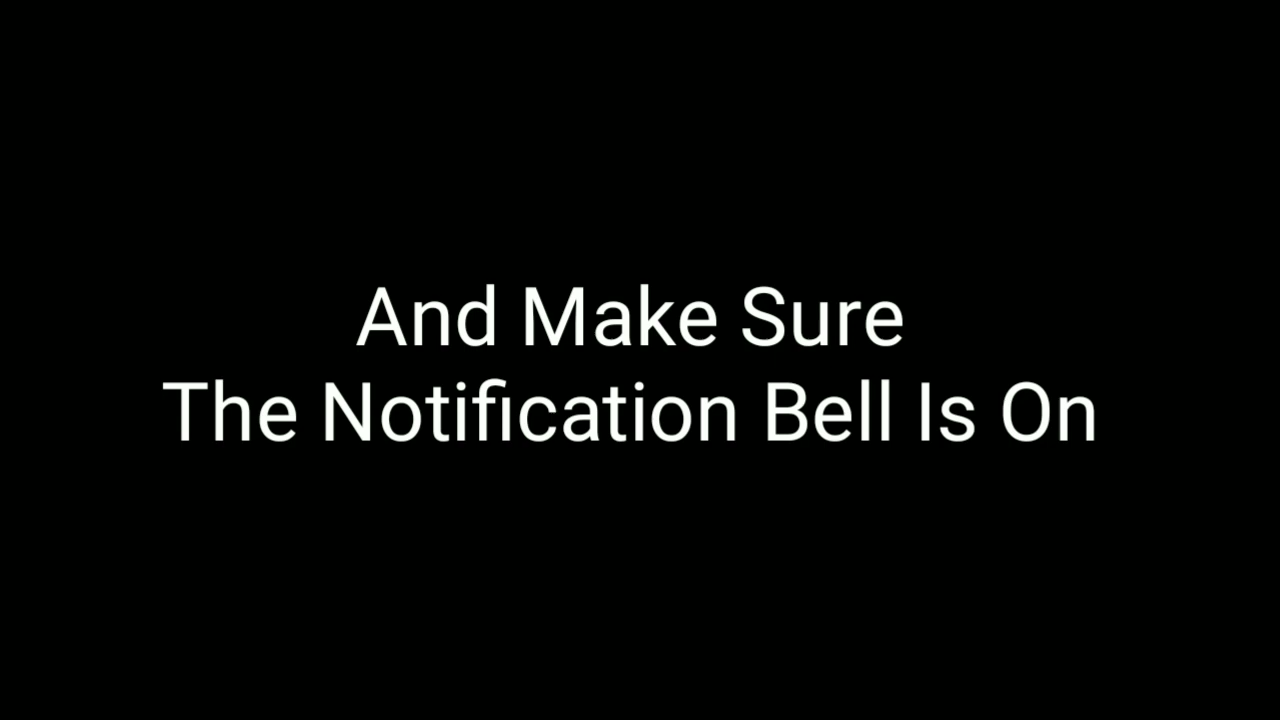 And Make Sure
The Notification Bell Is On